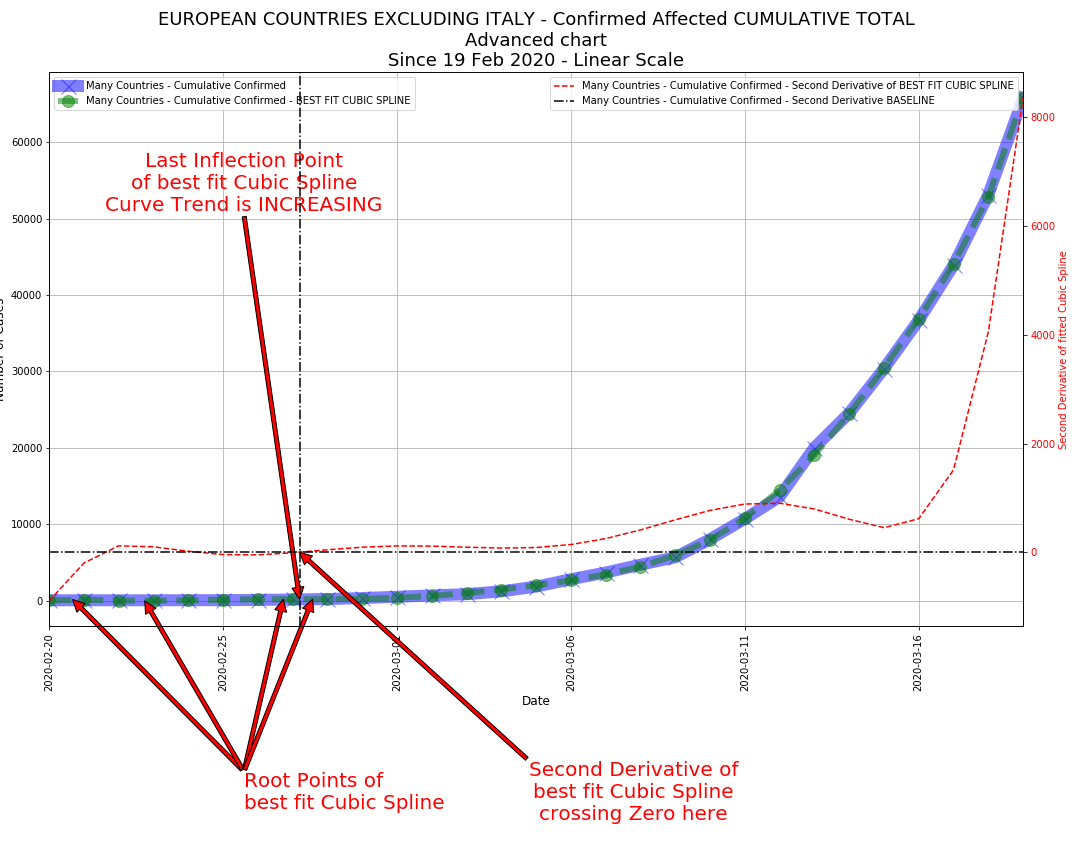 EUROPEAN COUNTRIES EXCLUDING ITALY - Confirmed Affected CUMULATIVE TOTAL
Advanced chart
Since 19 Feb 2020 - Linear Scale
Many Countries - Cumulative Confirmed
Many Countries - Cumulative Confirmed - BEST FIT CUBIC SPLINE
Many Countries - Cumulative Confirmed - Second Derivative of BEST FIT CUBIC SPLINE
Many Countries - Cumulative Confirmed - Second Derivative BASELINE
Last Inflection Point
of best fit Cubic Spline
Curve Trend is INCREASING
60000
50000
40000
30000
20000
10000
0
8000
6000
4000
2000
0
Second Derivative of fitted Cubic Spline
2020-02-20
2020-02-25
2020-03-06
2020-03-11
2020-03-16
Date
Root Points of
best fit Cubic Spline
Second Derivative of
best fit Cubic Spline
crossing Zero here